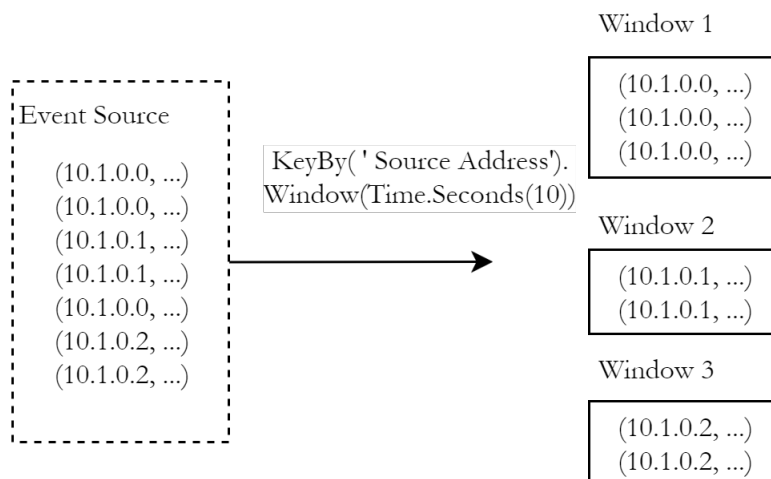 Event Source
(10.1.0.0, ...)
(10.1.0.0, ...)
(10.1.0.1, ...)
(10.1.0.1, ...)
(10.1.0.0, ...)
(10.1.0.2, ...)
(10.1.0.2, ...)
KeyBy( ' Source Address').
Window(Time.Seconds(10))
Window 1
(10.1.0.0, ...)
(10.1.0.0, ...)
(10.1.0.0, ...)
Window 2
(10.1.0.1, ...)
(10.1.0.1, ...)
Window 3
(10.1.0.2, ...)
(10.1.0.2, ...)